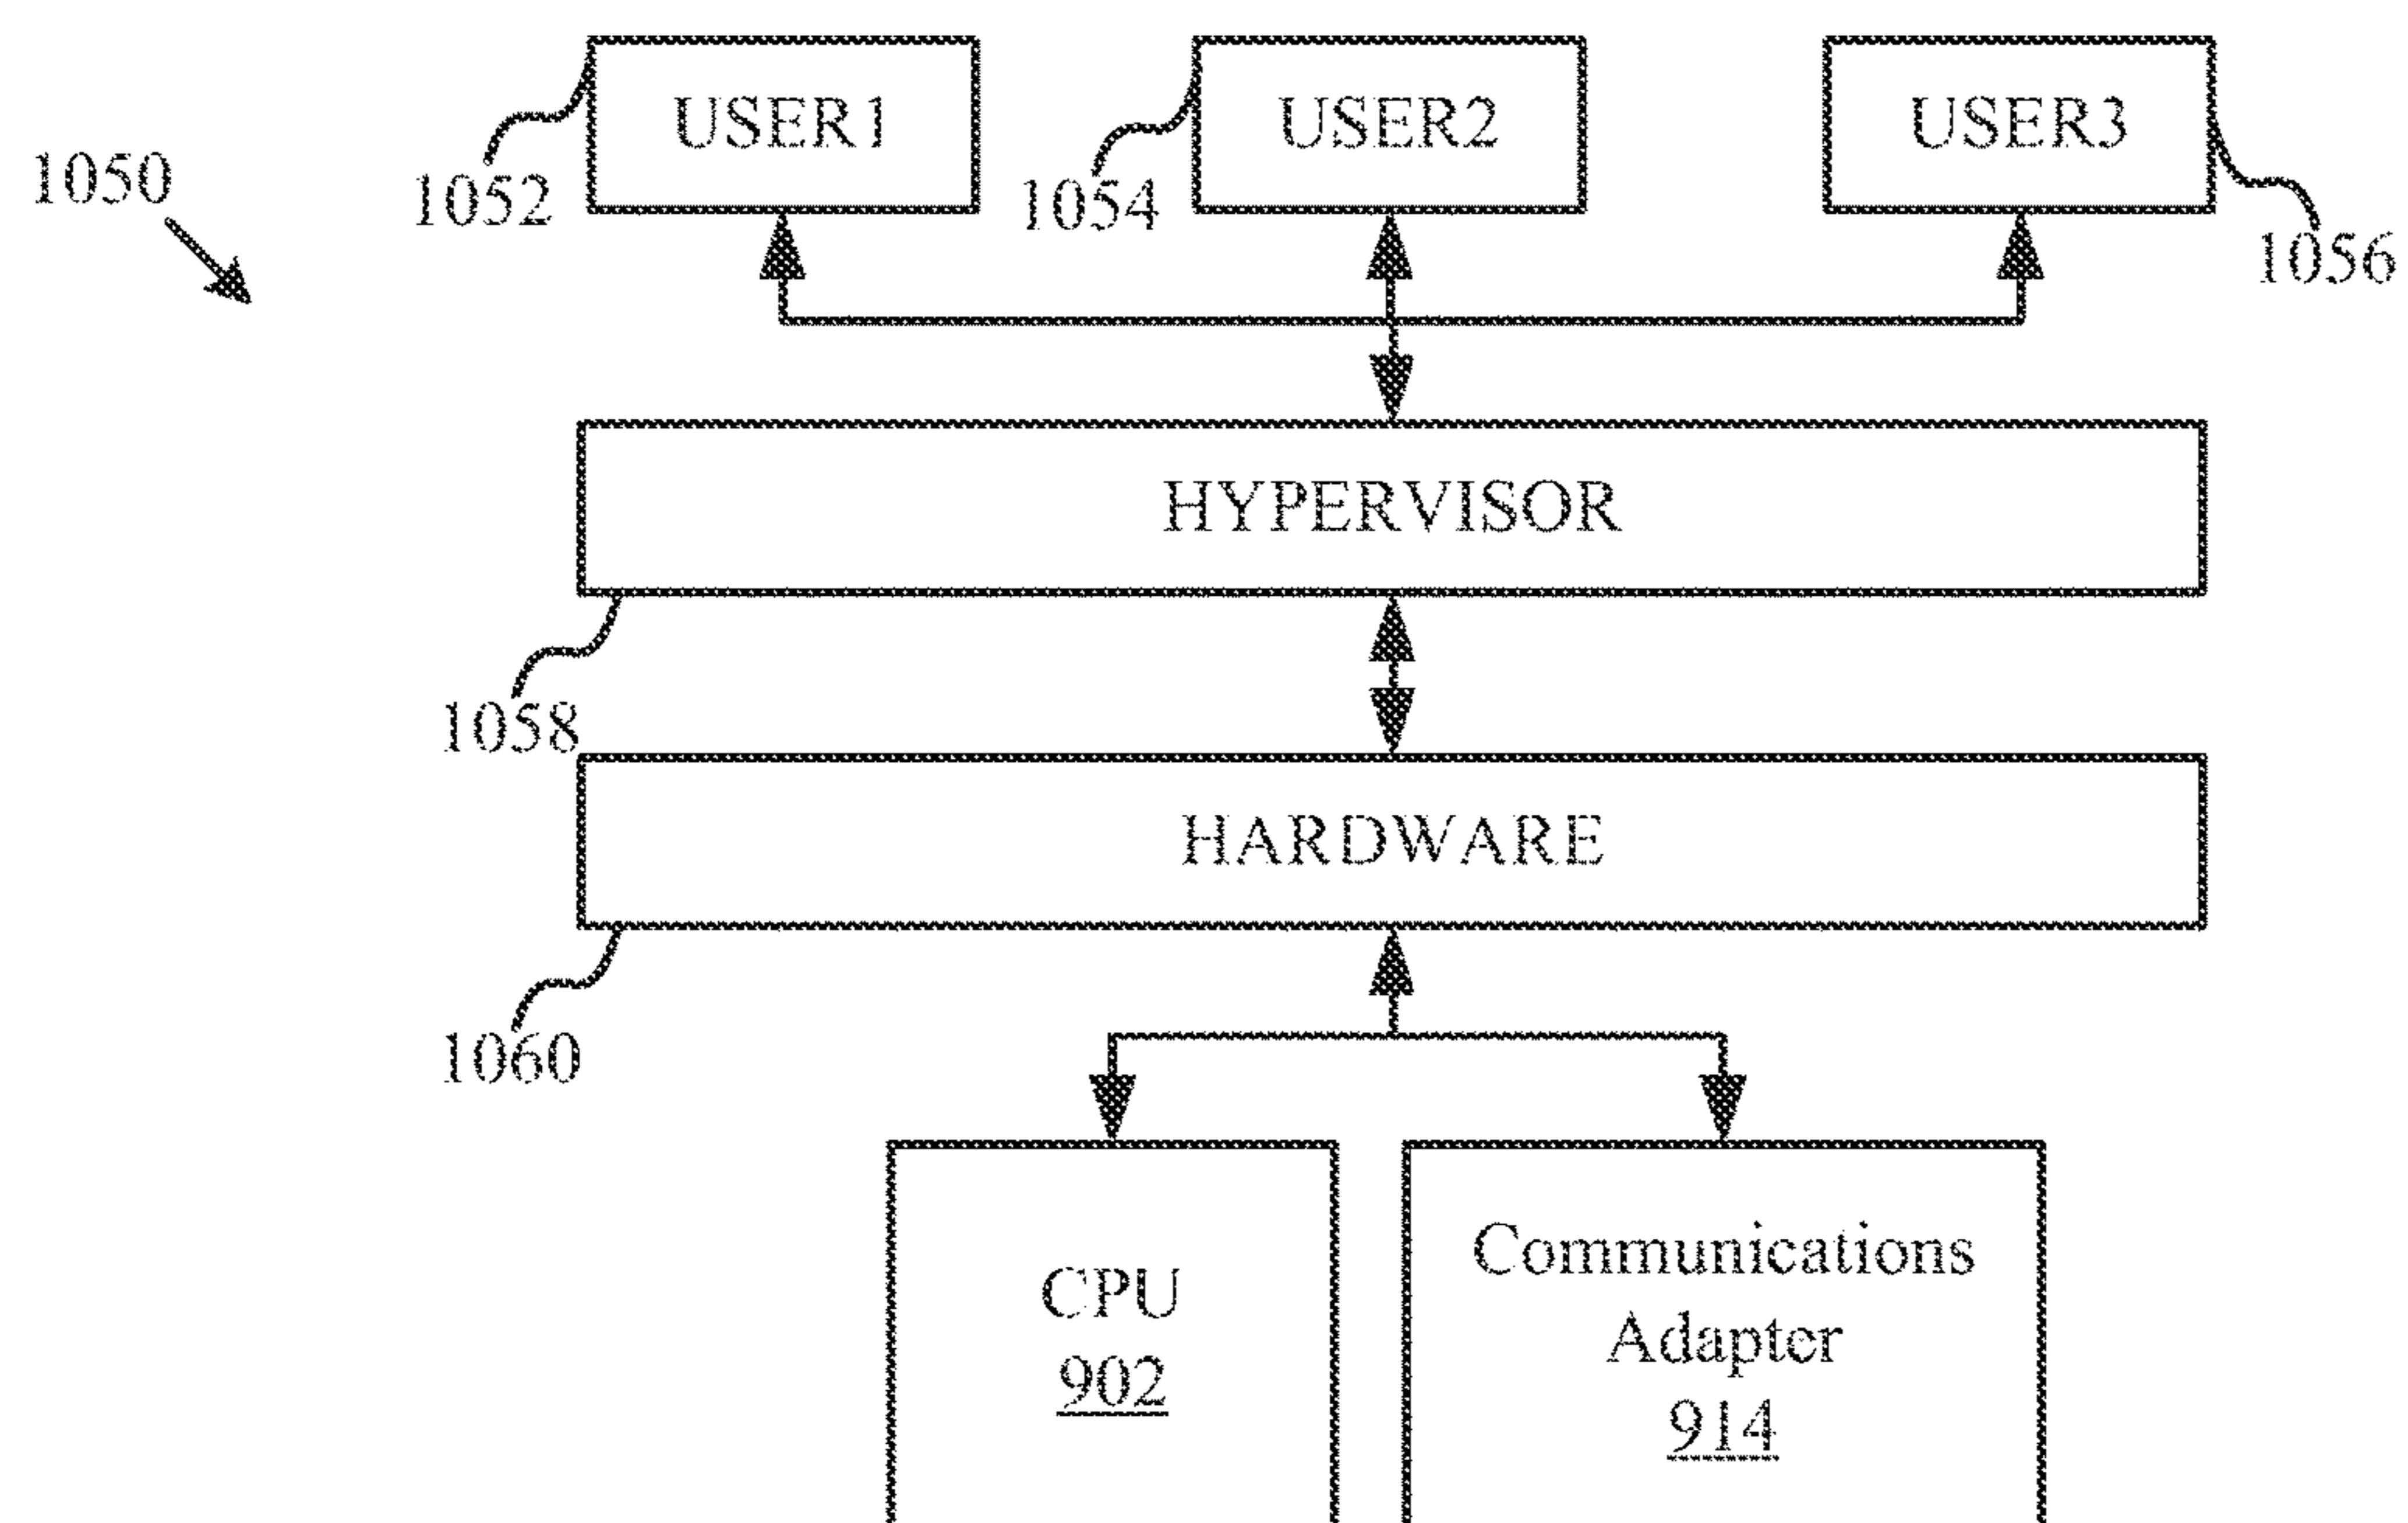 USER1
USER2
USER3
1050
1052
1054
1056
HYPERVISOR
1058
HARDWARE
1060
CPU
902
Communications
Adapter
914